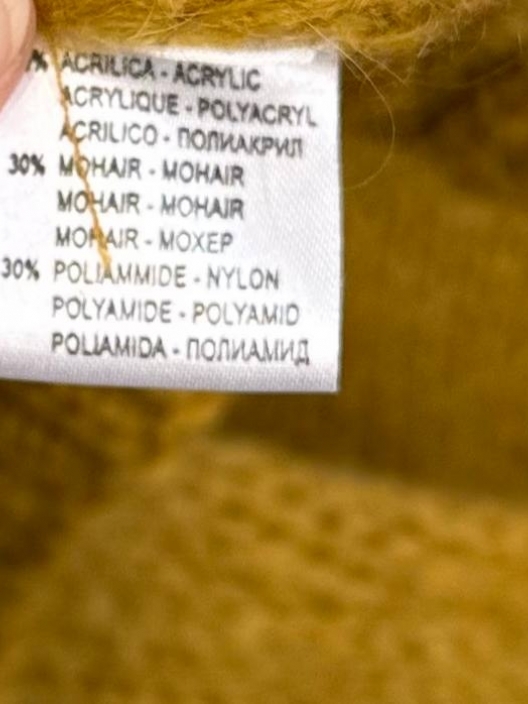 % ACRILICA - ACRYLIC
ACRYLIQUE - POLYACRYL
ACRILICO - ПОЛИАКРИЛ
30% MOHAIR - MOHAIR
MOHAIR - MOHAIR
MOHAIR - МОХЕР
30% POLIAMMIDE - NYLON
POLYAMIDE - POLYAMID
POLIAMIDA - ПОЛИАМИД